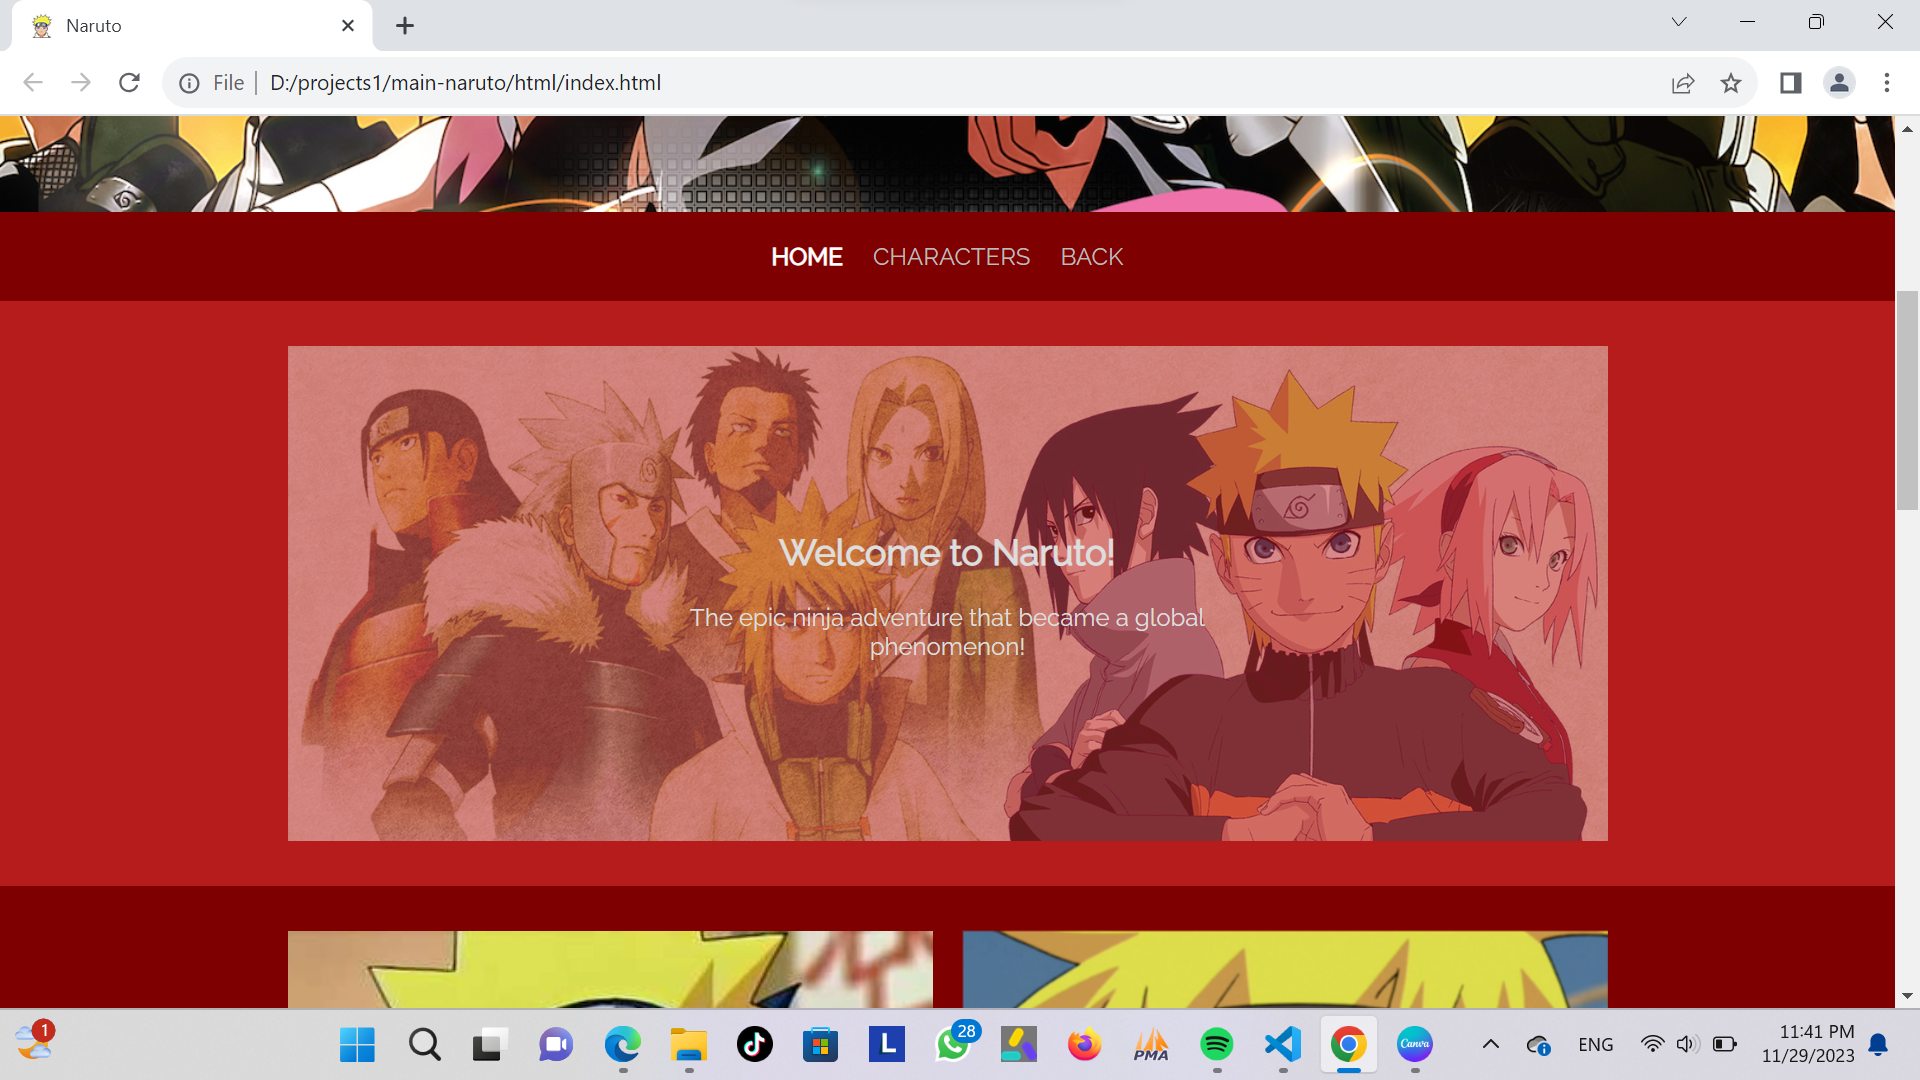 Naruto
File
D:/projects1/main-naruto/html/index.html
HOME CHARACTERS BACK
Welcome to Naruto!
The epic ninja adventure that became a global
phenomenon!
1
L
28
PMA
Canva
ENG
11:41 PM
11/29/2023